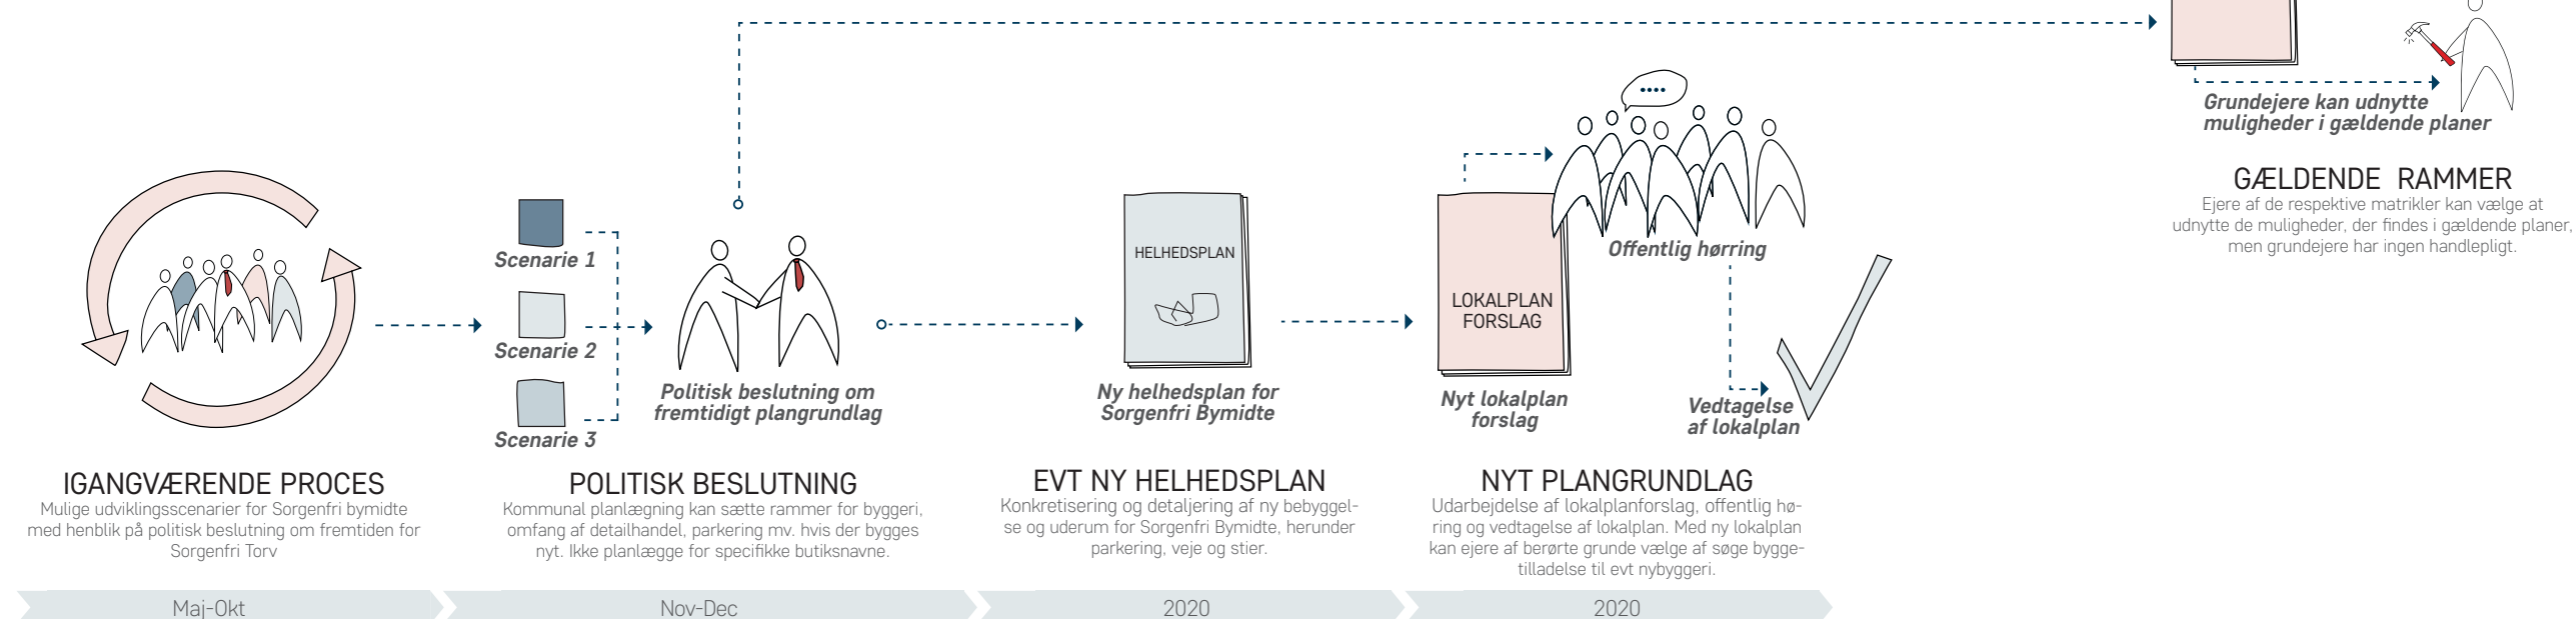 Grundejere kan udnytte
muligheder i gældende planer
GÆLDENDE RAMMER
Ejere af de respektive matrikler kan vælge at
udnytte de muligheder, der findes i gældende planer,
men grundejere har ingen handlepligt.
Scenarie 1
Scenarie 2
Scenarie 3
Politisk beslutning om
fremtidigt plangrundlag
HELHEDSPLAN
Ny helhedsplan for
Sorgenfri Bymidte
LOKALPLAN
FORSLAG
Nyt lokalplan
forslag
Offentlig hørring
Vedtagelse
af lokalplan
IGANGVÆRENDE PROCES
Mulige udviklingsscenarier for Sorgenfri bymidte
med henblik på politisk beslutning om fremtiden for
Sorgenfri Torv
POLITISK BESLUTNING
Kommunal planlægning kan sætte rammer for byggeri,
omfang af detailhandel, parkering mv. hvis der bygges
nyt. Ikke planlægge for specifikke butiksnavne.
EVT NY HELHEDSPLAN
Konkretisering og detaljering af ny bebyggel-
se og uderum for Sorgenfri Bymidte, herunder
parkering, veje og stier.
NYT PLANGRUNDLAG
Udarbejdelse af lokalplanforslag, offentlig hø-
ring og vedtagelse af lokalplan. Med ny lokalplan
kan ejere af berørte grunde vælge af søge bygge-
tilladelse til evt nybyggeri.
Maj-Okt
Nov-Dec
2020
2020